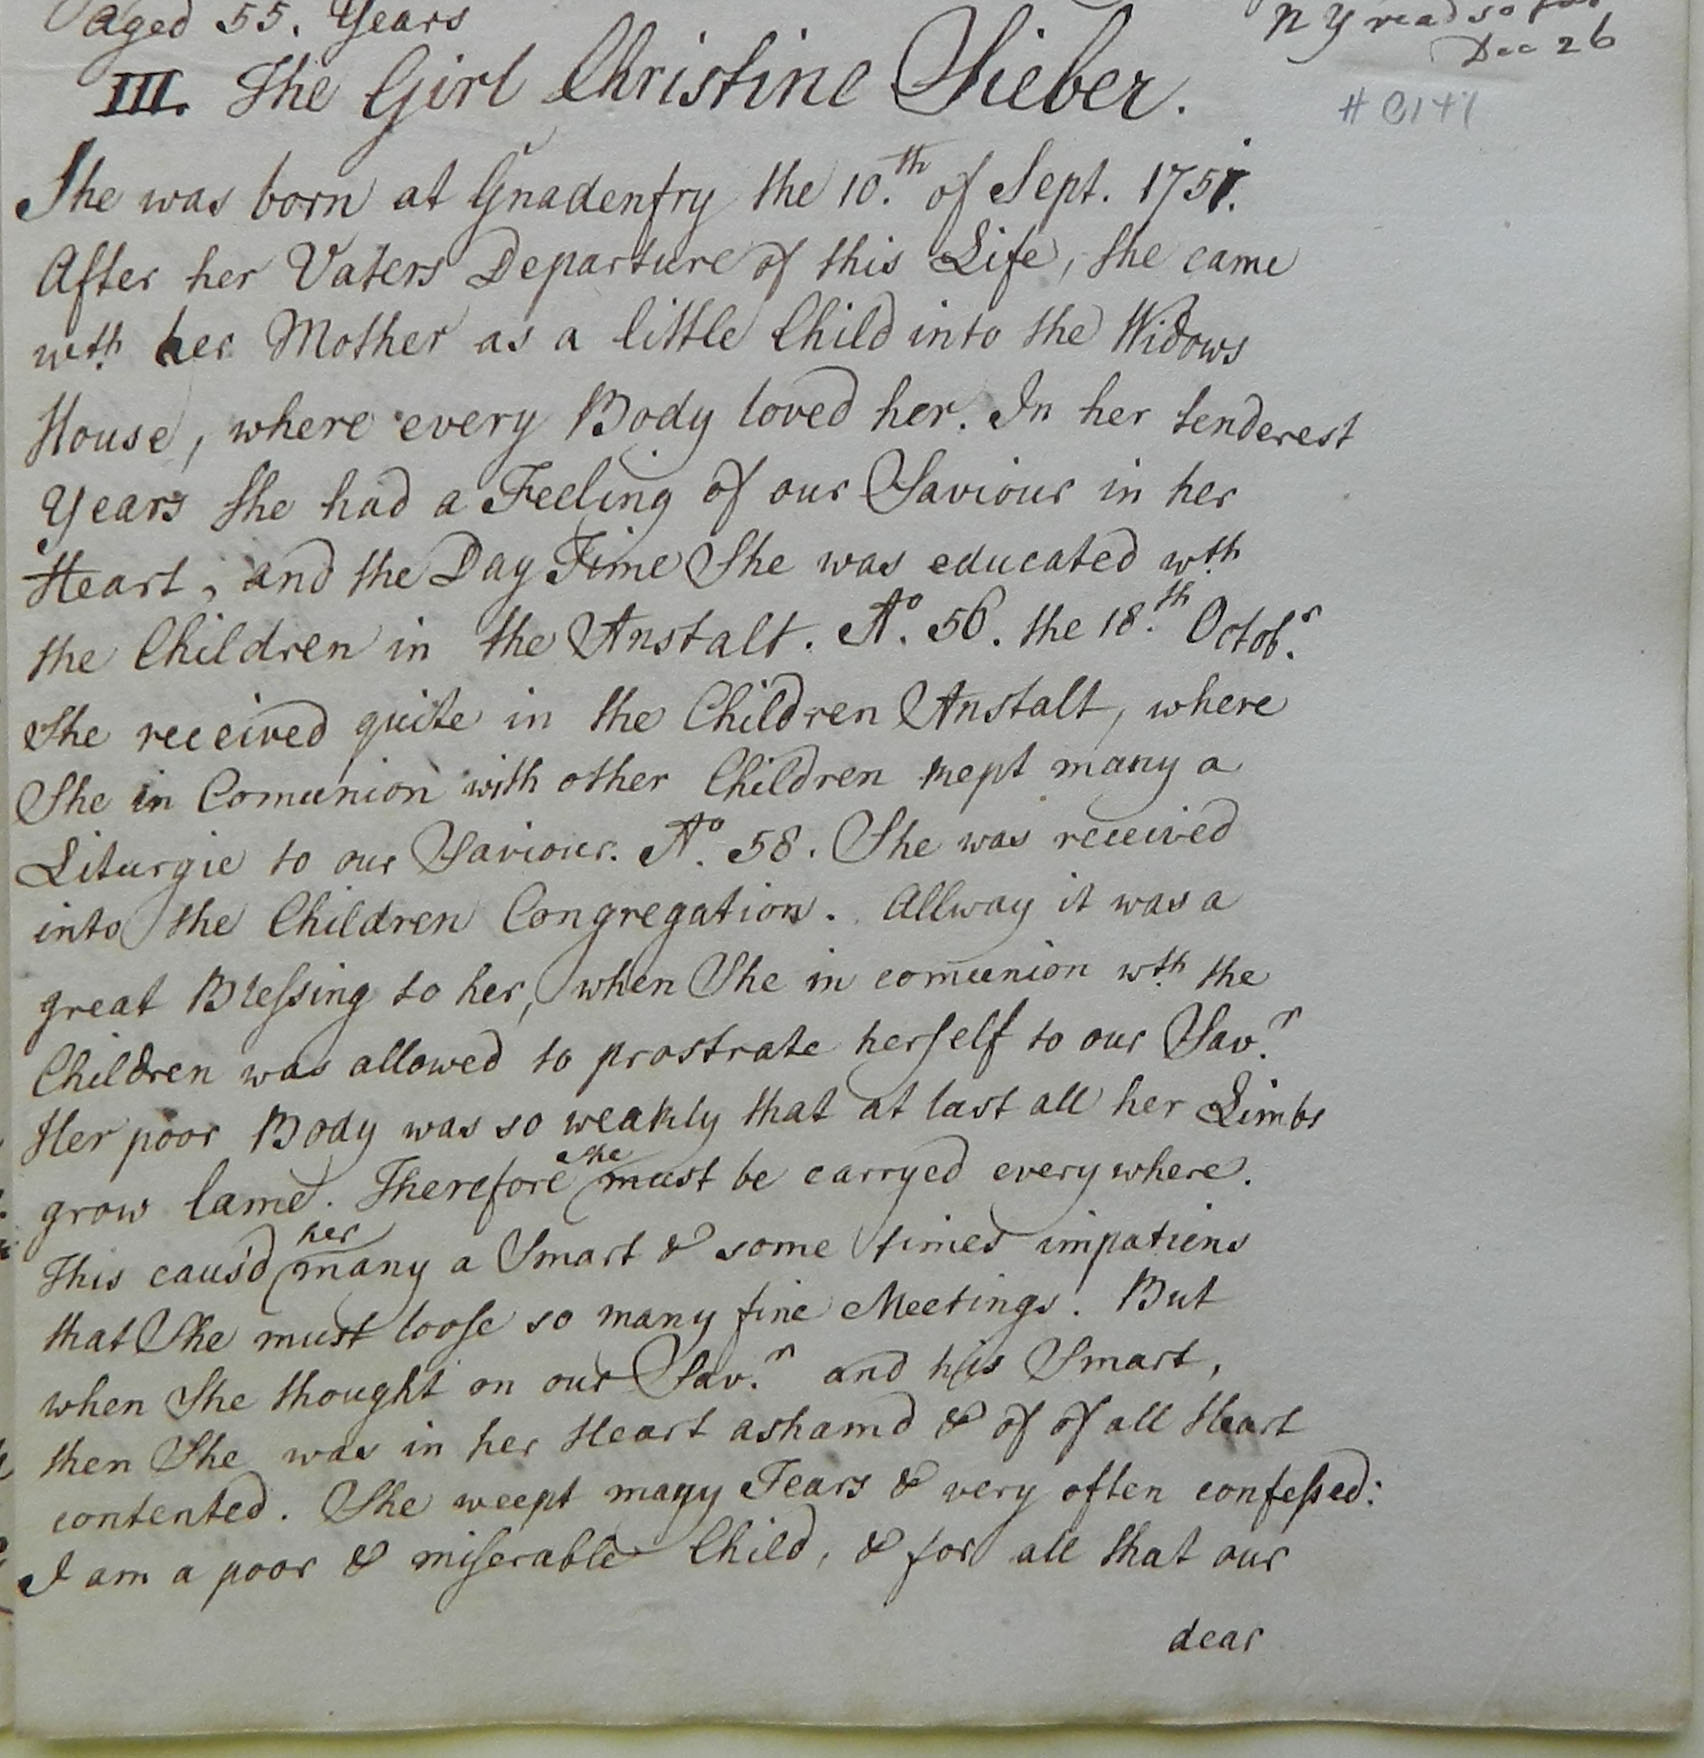 aged 55. Years
N Y read so far
Dec 26
III. The Girl Christine Sieber.
She was born at Gnadenfry the 10.th of Sept. 1751.
After her Vaters Departure of this Life, she came
wth. her Mother as a little Child into the Widows
House, where every Body loved her. In her tenderest
Years She had a Feeling of our Saviour in her
Heart, and the Day Time She was educated wth.
the Children in the Anstalt. Ao. 56. the 18.th Octobr.
She received quite in the Children Anstalt, where
She in Comunion with other Children kept many a
Liturgie to our Saviour. Ao. 58. She was received
into the Children Congregation. Allway it was a
great Blessing to her, when She in comunion wth. the
Children was allowed to prostrate herself to our Savr.
Her poor Body was so weakly that at last all her Limbs
grow lame. Therefore she must be carryed everywhere.
This caus'd her many a Smart & some times impatiens
that She must loose so many fine Meetings. But
when She thought on our Savr. and his Smart,
then She was in her Heart ashamd & of of all Heart
contented. She weept many Tears & very often confessed:
I am a poor & miserable Child, & for all that our
dear